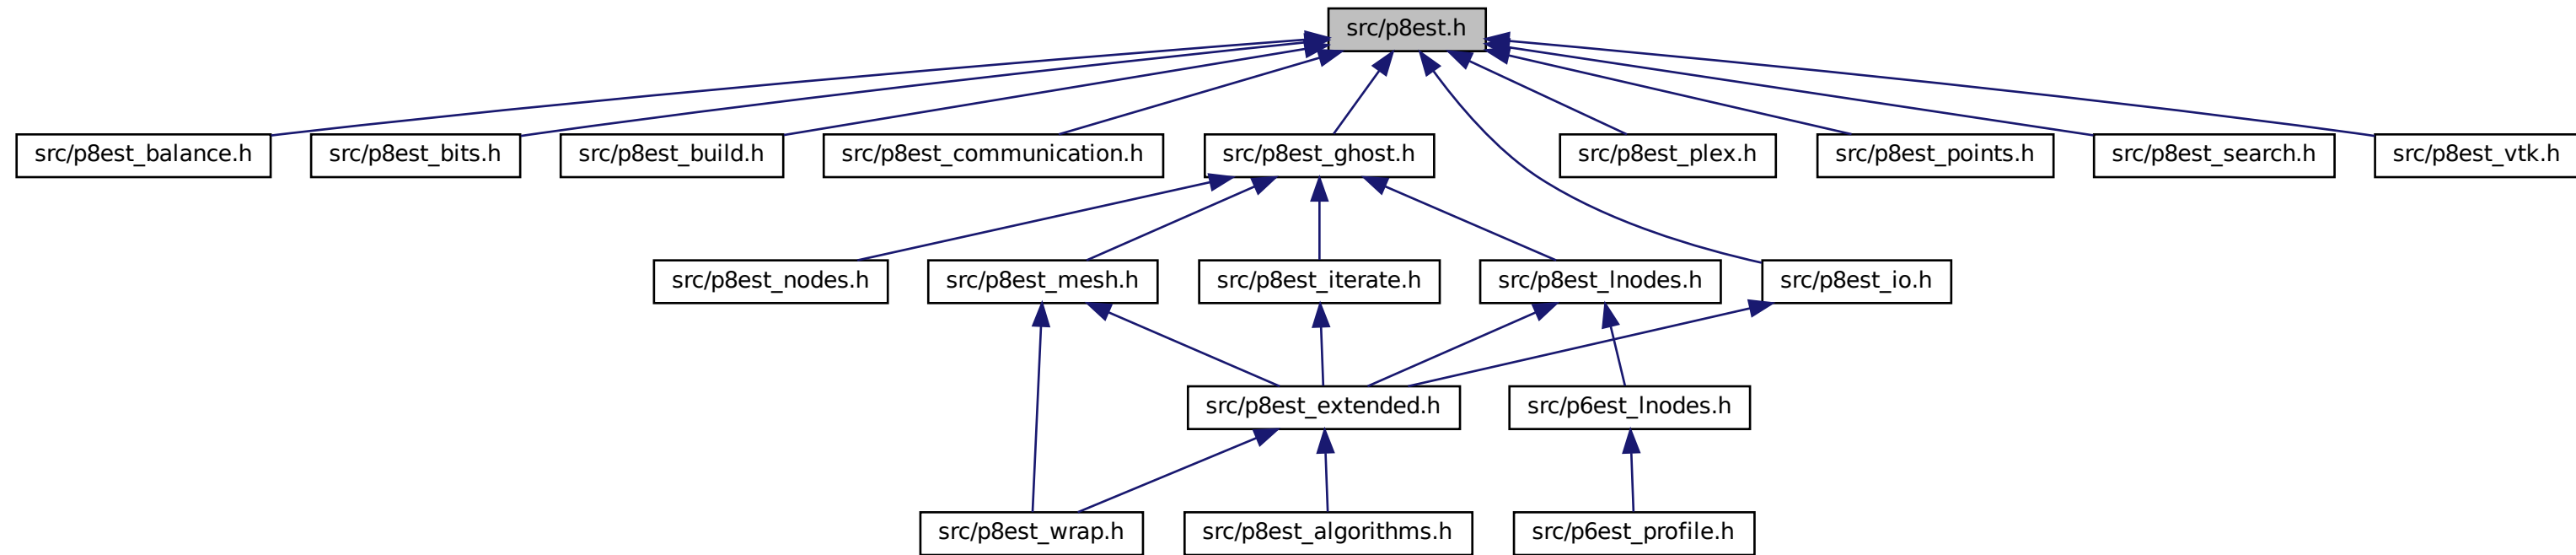 src/p8est.h
src/p8est_balance.h
src/p8est_bits.h
src/p8est_build.h
src/p8est_communication.h
src/p8est_ghost.h
src/p8est_plex.h
src/p8est_points.h
src/p8est_search.h
src/p8est_vtk.h
src/p8est_nodes.h
src/p8est_mesh.h
src/p8est_iterate.h
src/p8est_lnodes.h
src/p8est_io.h
src/p8est_extended.h
src/p6est_lnodes.h
src/p8est_wrap.h
src/p8est_algorithms.h
src/p6est_profile.h